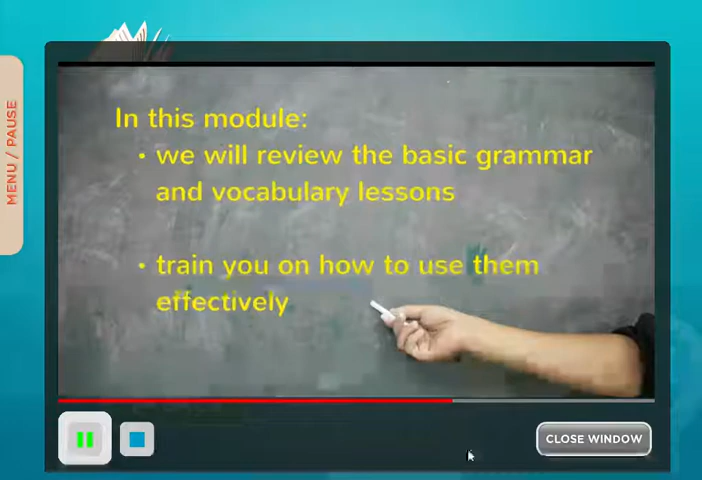 MENU / PAUSE
In this module:
• we will review the basic grammar
and vocabulary lessons
• train you on how to use them
effectively
CLOSE WINDOW